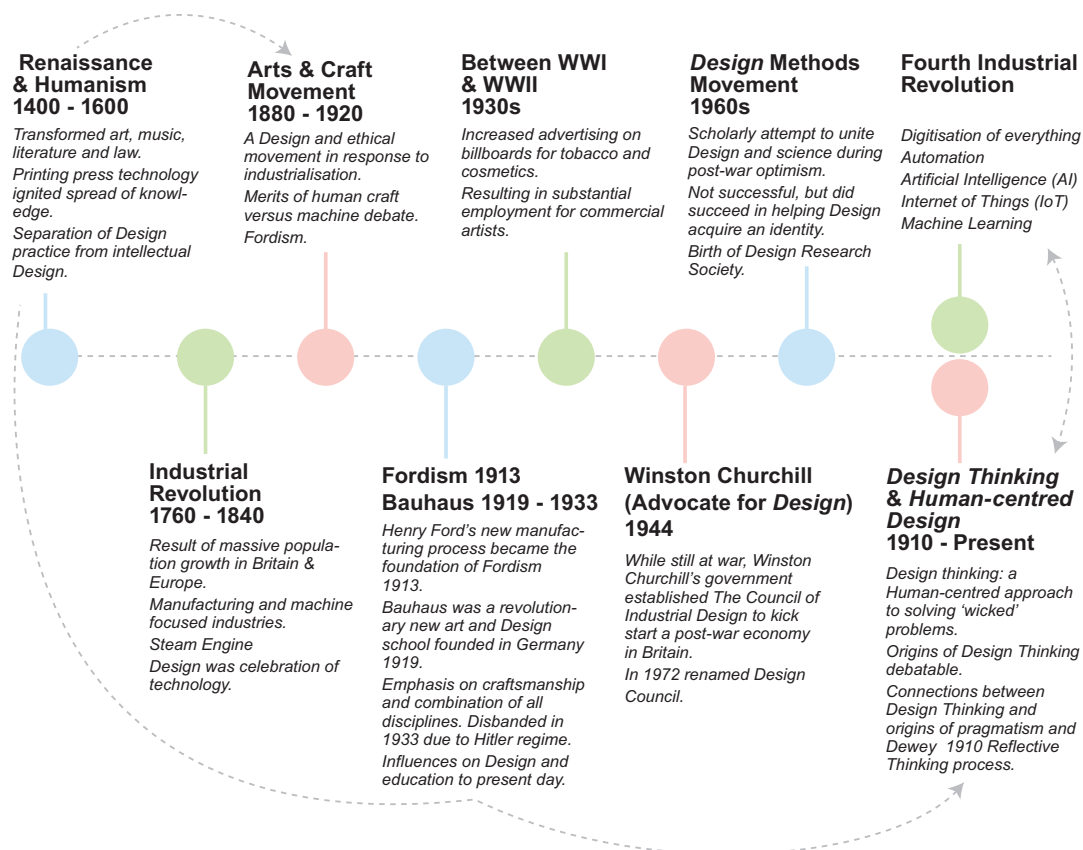 Renaissance
& Humanism
1400 - 1600
Transformed art, music,
literature and law.
Printing press technology
ignited spread of knowl-
edge.
Separation of Design
practice from intellectual
Design.
Arts & Craft
Movement
1880 - 1920
A Design and ethical
movement in response to
industrialisation.
Merits of human craft
versus machine debate.
Fordism.
Between WWI
& WWII
1930s
Increased advertising on
billboards for tobacco and
cosmetics.
Resulting in substantial
employment for commercial
artists.
Design Methods
Movement
1960s
Scholarly attempt to unite
Design and science during
post-war optimism.
Not successful, but did
succeed in helping Design
acquire an identity.
Birth of Design Research
Society.
Fourth Industrial
Revolution
Digitisation of everything
Automation
Artificial Intelligence (AI)
Internet of Things (IoT)
Machine Learning
Industrial
Revolution
1760 - 1840
Result of massive popula-
tion growth in Britain &
Europe.
Manufacturing and machine
focused industries.
Steam Engine
Design was celebration of
technology.
Fordism 1913
Bauhaus 1919 - 1933
Henry Ford's new manufac-
turing process became the
foundation of Fordism
1913.
Bauhaus was a revolution-
ary new art and Design
school founded in Germany
1919.
Emphasis on craftsmanship
and combination of all
disciplines. Disbanded in
1933 due to Hitler regime.
Influences on Design and
education to present day.
Winston Churchill
(Advocate for Design)
1944
While still at war, Winston
Churchill's government
established The Council of
Industrial Design to kick
start a post-war economy
in Britain.
In 1972 renamed Design
Council.
Design Thinking
& Human-centred
Design
1910 - Present
Design thinking: a
Human-centred approach
to solving 'wicked'
problems.
Origins of Design Thinking
debatable.
Connections between
Design Thinking and
origins of pragmatism and
Dewey 1910 Reflective
Thinking process.